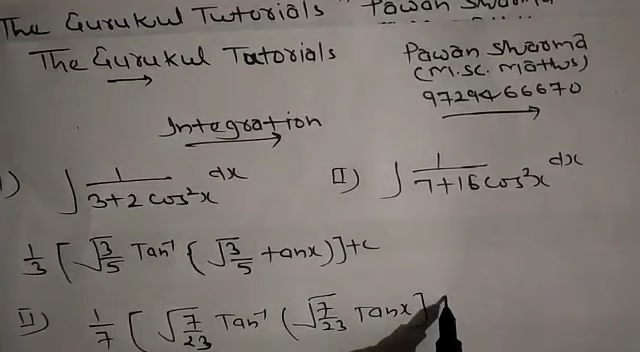 The Gurukul Tutorials Pawan
The Gurukul Tutorials Pawan Sharma
(M.Sc. Maths)
9729466670
Integration
I) ∫ 1/(3+2cos²x) dx II) ∫ 1/(7+16cos²x) dx
1/3 [√3/5 Tan⁻¹ {√3/5 tanx)]+c
II) 1/7 [√7/23 Tan⁻¹ (√7/23 Tanx]